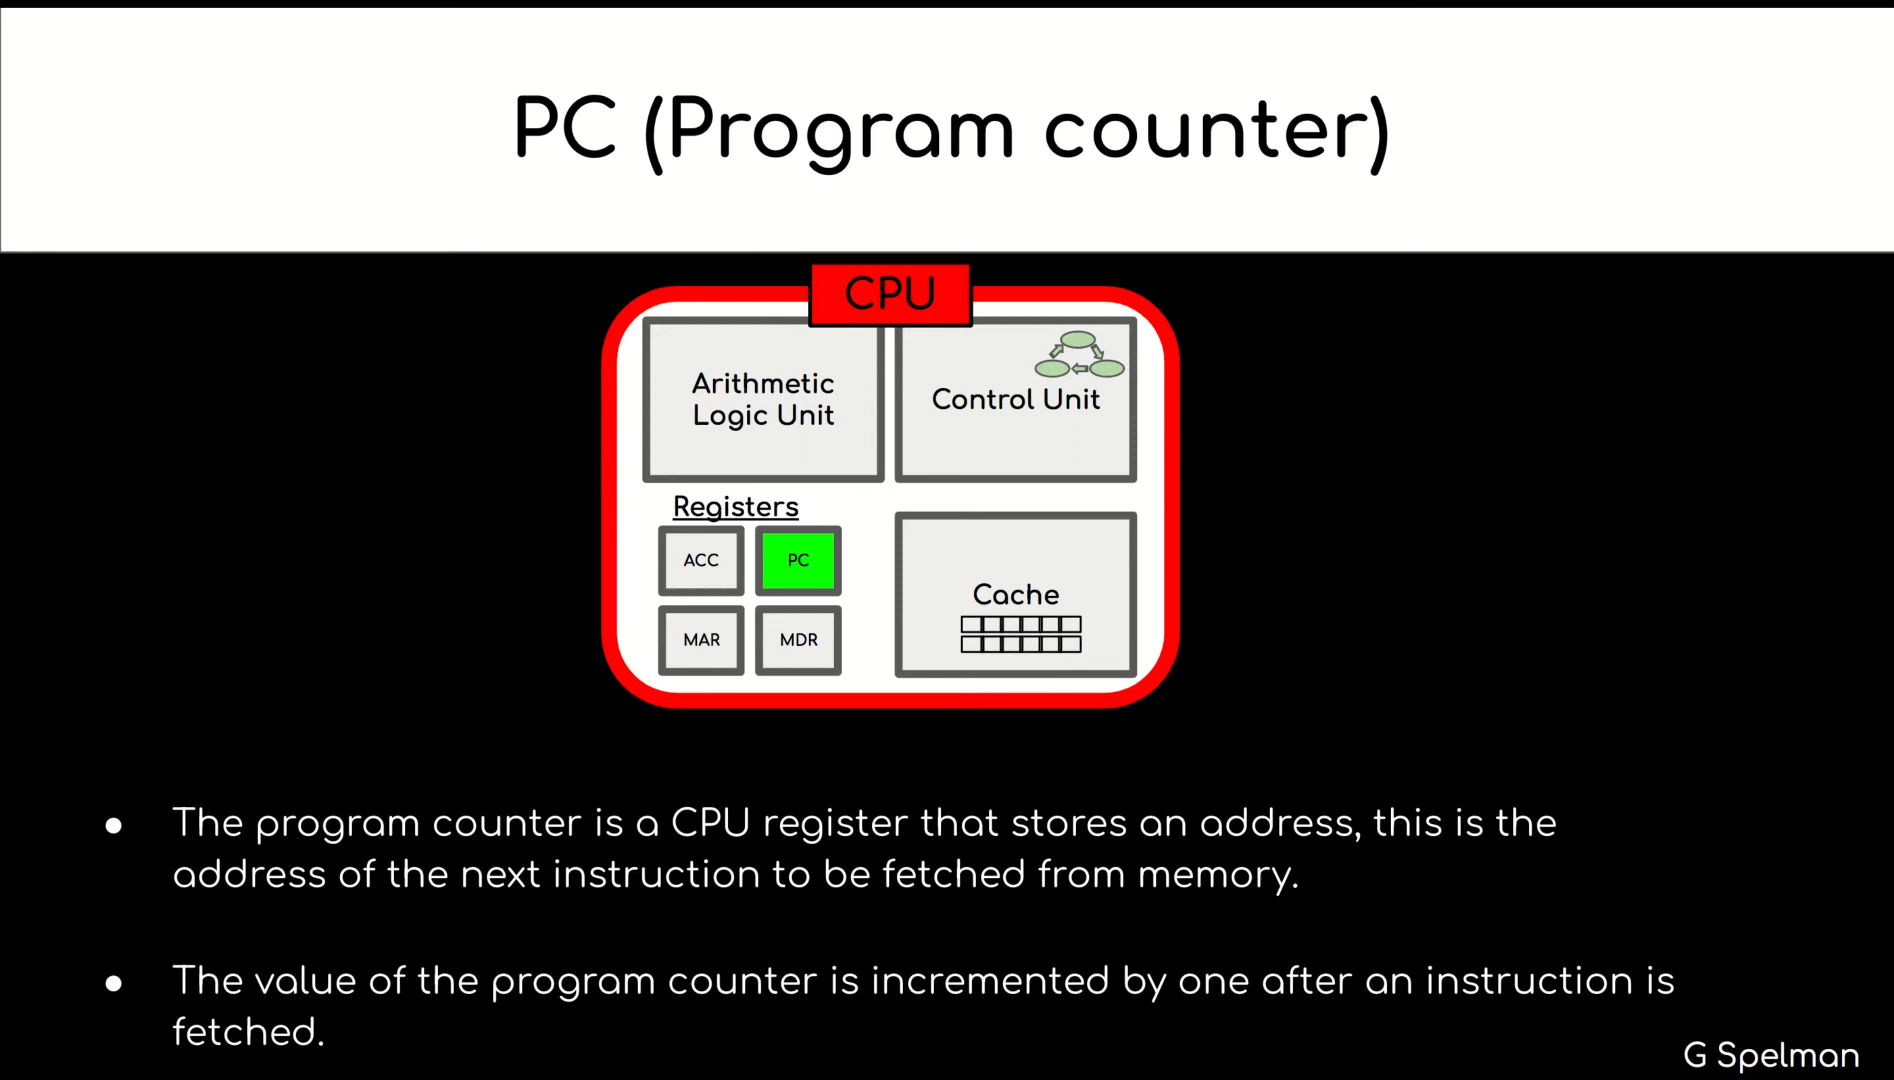 PC (Program counter)
CPU
Arithmetic
Logic Unit
Control Unit
Registers
ACC
PC
MAR
MDR
Cache
● The program counter is a CPU register that stores an address, this is the
address of the next instruction to be fetched from memory.
● The value of the program counter is incremented by one after an instruction is
fetched.
G Spelman